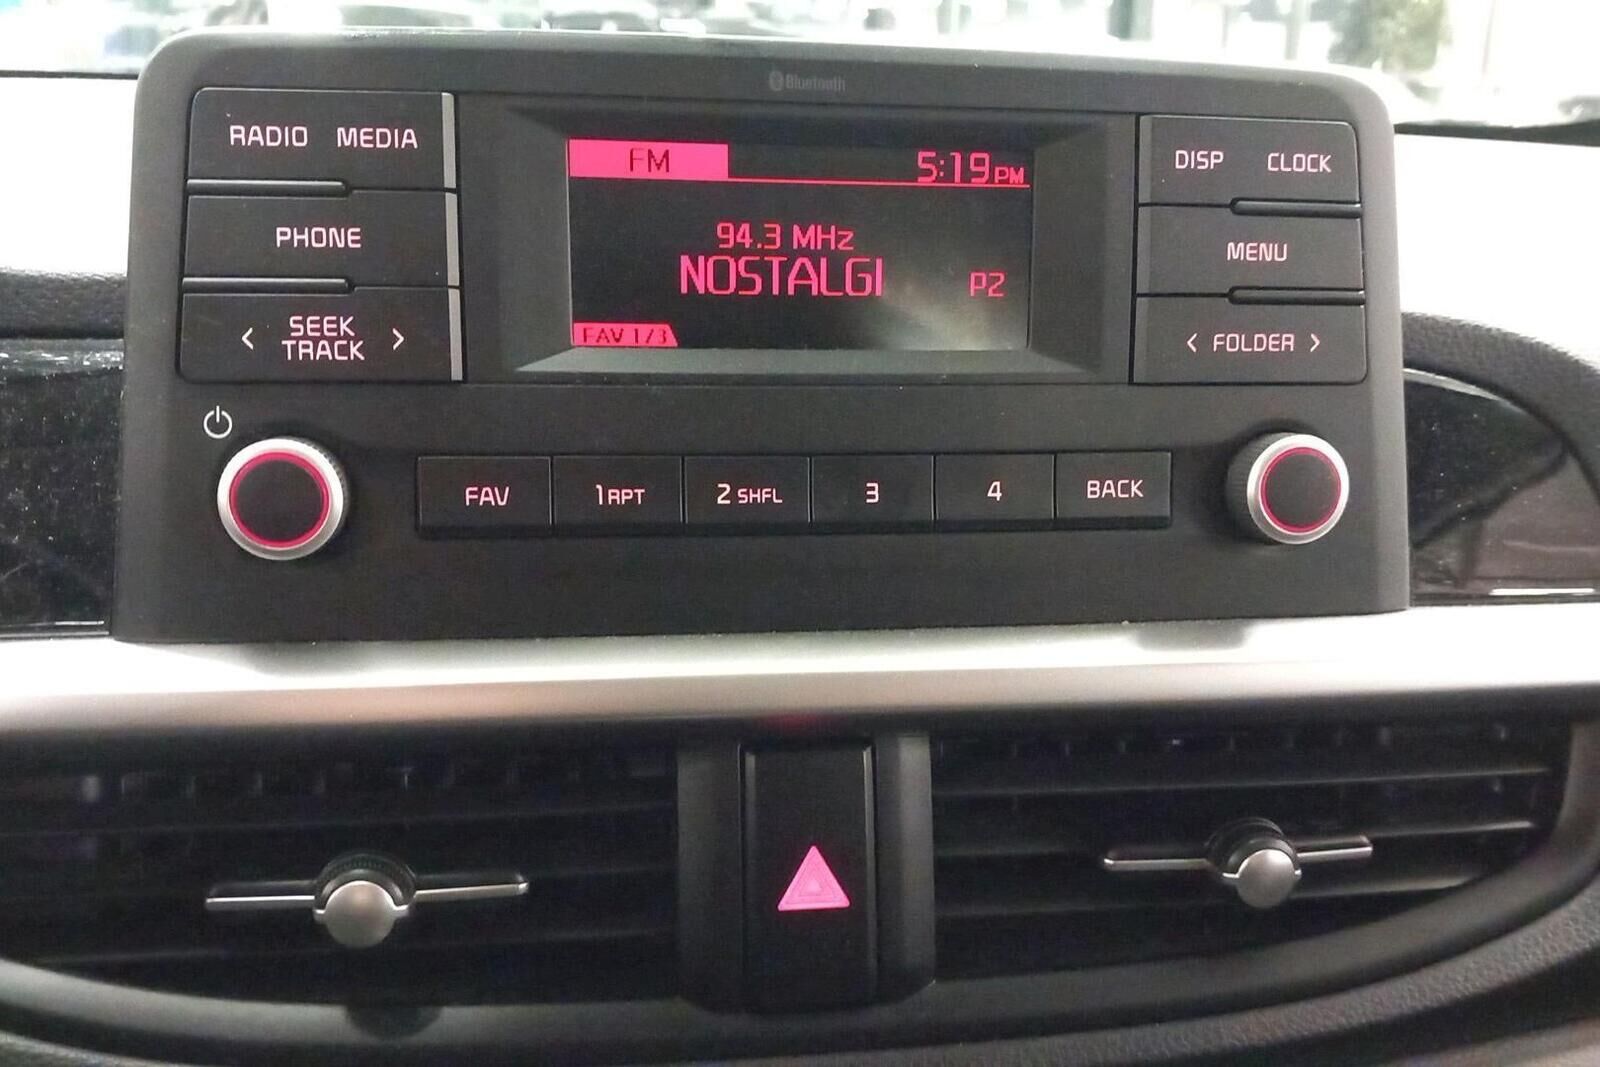 Bluetooth
RADIO MEDIA
PHONE
< SEEK TRACK >
FM 5:19PM
94.3 MHz
NOSTALGI P2
FAV 1/3
DISP CLOCK
MENU
< FOLDER >
FAV 1 RPT 2 SHFL 3 4 BACK